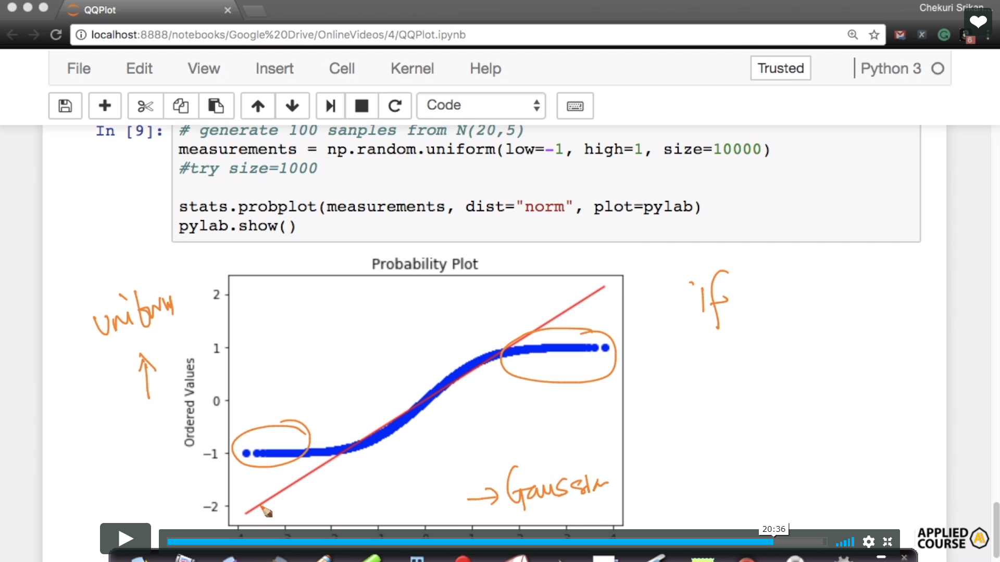 QQPlot
Chekuri Srikan...
localhost:8888/notebooks/Google%20Drive/OnlineVideos/4/QQPlot.ipynb
6
File Edit View Insert Cell Kernel Help Trusted Python 3
Code
In [9]: # generate 100 sanples from N(20,5)
measurements = np.random.uniform(low=-1, high=1, size=10000)
#try size=1000
stats.probplot(measurements, dist="norm", plot=pylab)
pylab.show()
Probability Plot
uniform
if
2
1
0
-1
-2
Ordered Values
→ Gaussian
20:36
APPLIED
COURSE